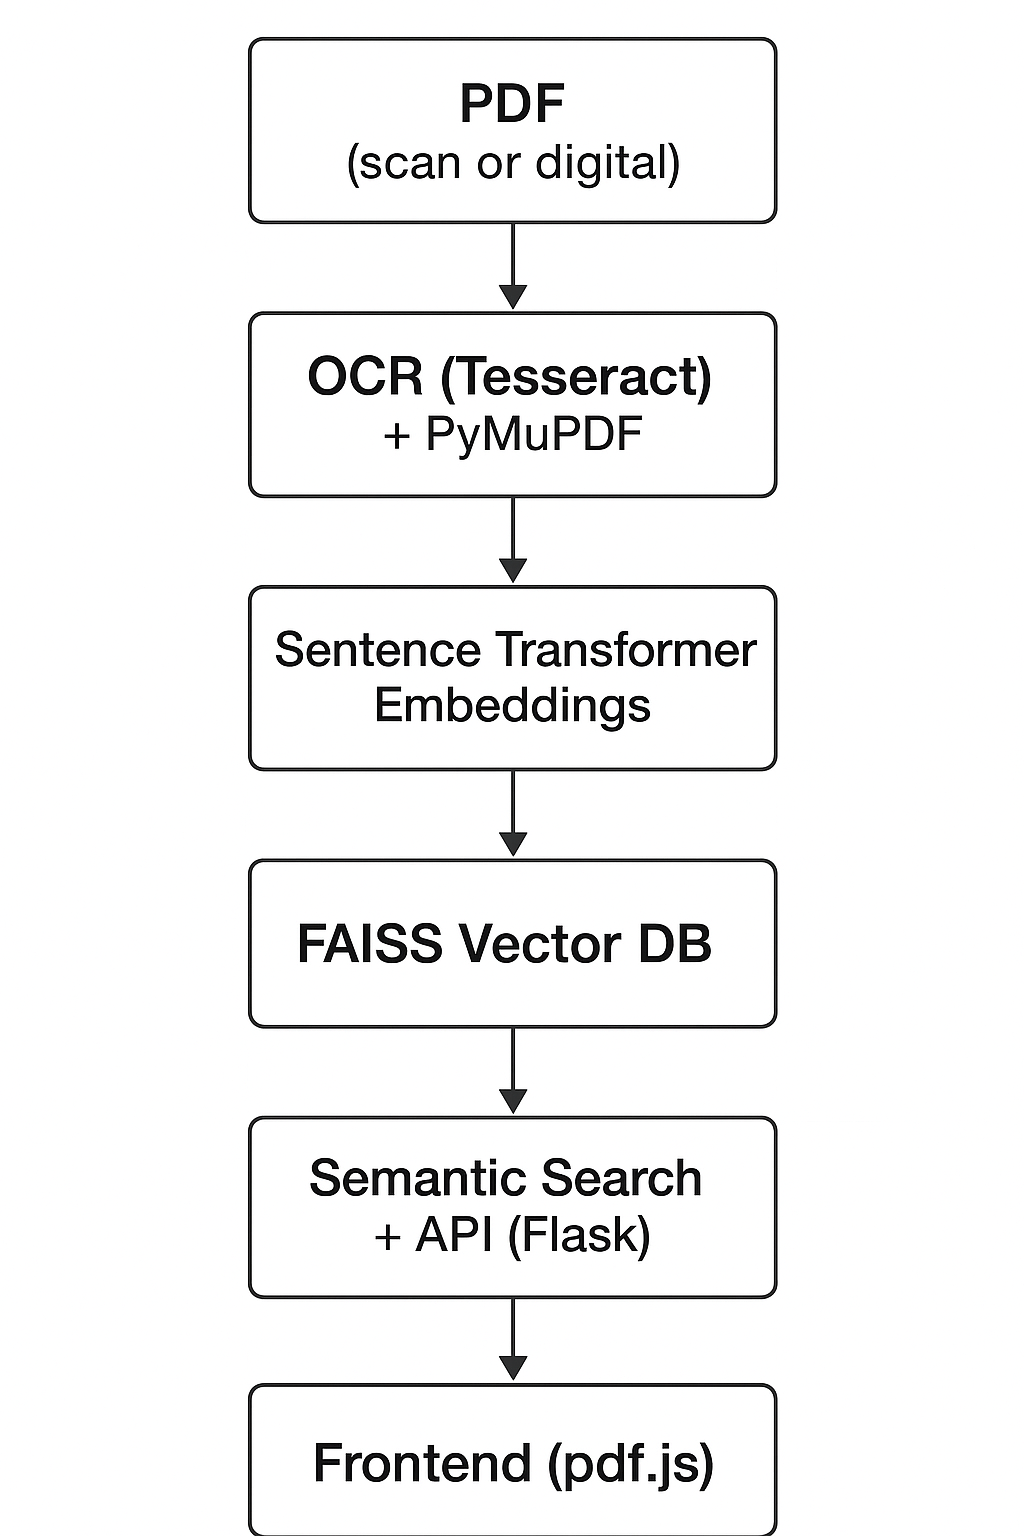 PDF
(scan or digital)
OCR (Tesseract)
+ PyMuPDF
Sentence Transformer
Embeddings
FAISS Vector DB
Semantic Search
+ API (Flask)
Frontend (pdf.js)